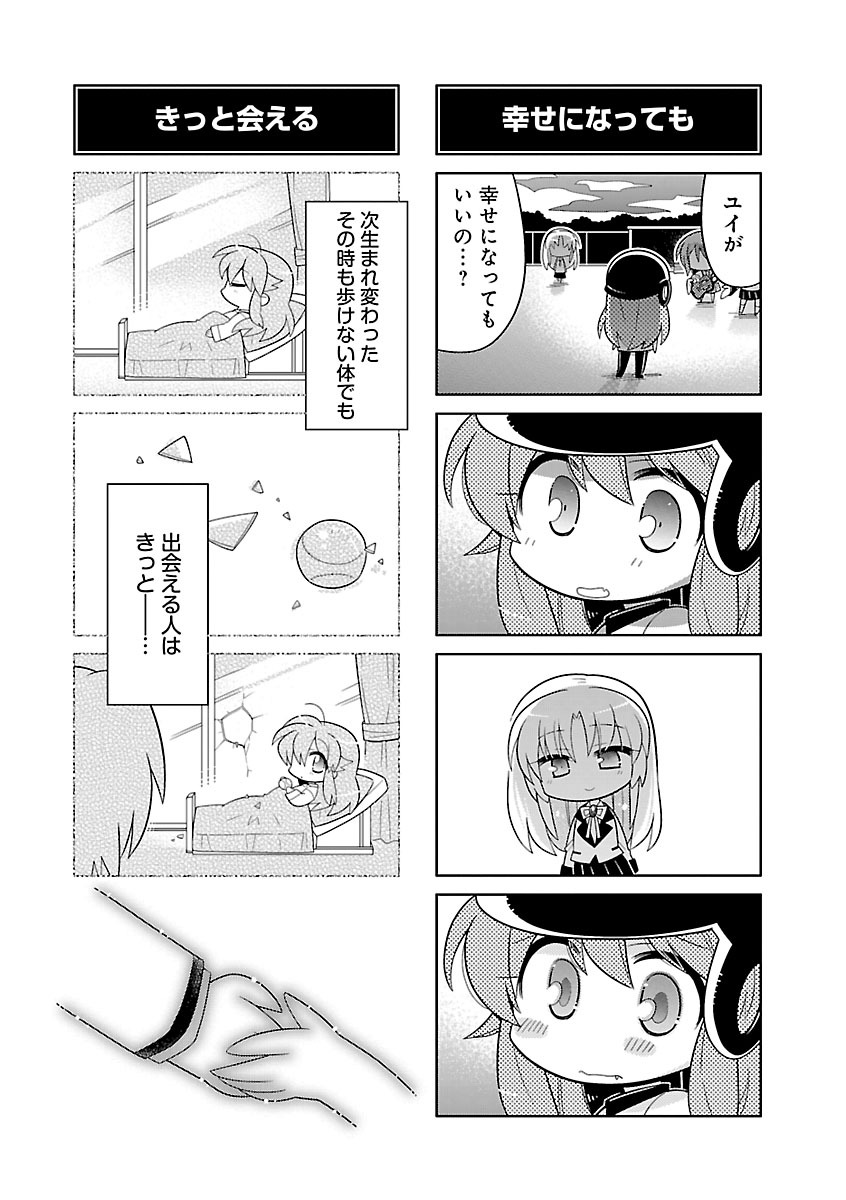 幸せになっても
ユイが
幸せになっても
いいの…?
きっと会える
次生まれ変わった
その時も歩けない体でも
出会える人は
きっと――…